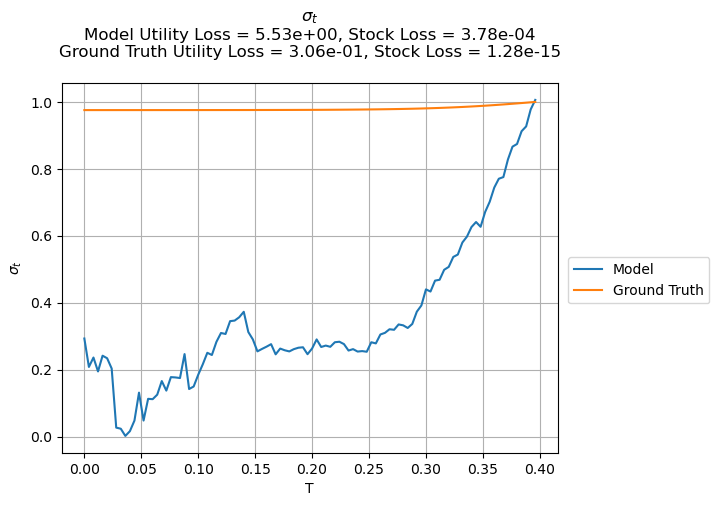 σₜ
Model Utility Loss = 5.53e+00, Stock Loss = 3.78e-04
Ground Truth Utility Loss = 3.06e-01, Stock Loss = 1.28e-15
1.0
0.8
0.6
0.4
0.2
0.0
σₜ
0.00 0.05 0.10 0.15 0.20 0.25 0.30 0.35 0.40
T
Model
Ground Truth